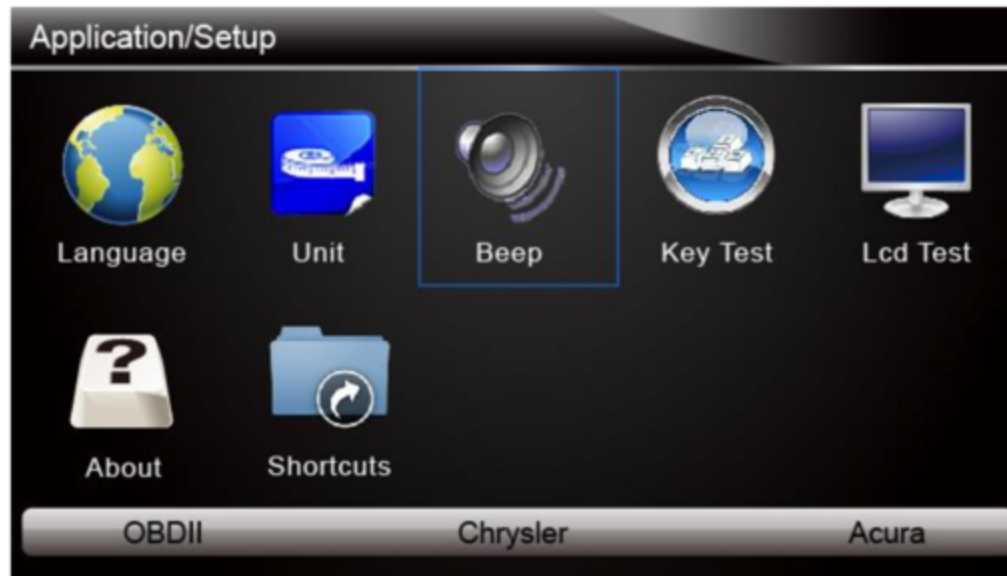 Application/Setup
Language Unit Beep Key Test Lcd Test
?
About Shortcuts
OBDII Chrysler Acura